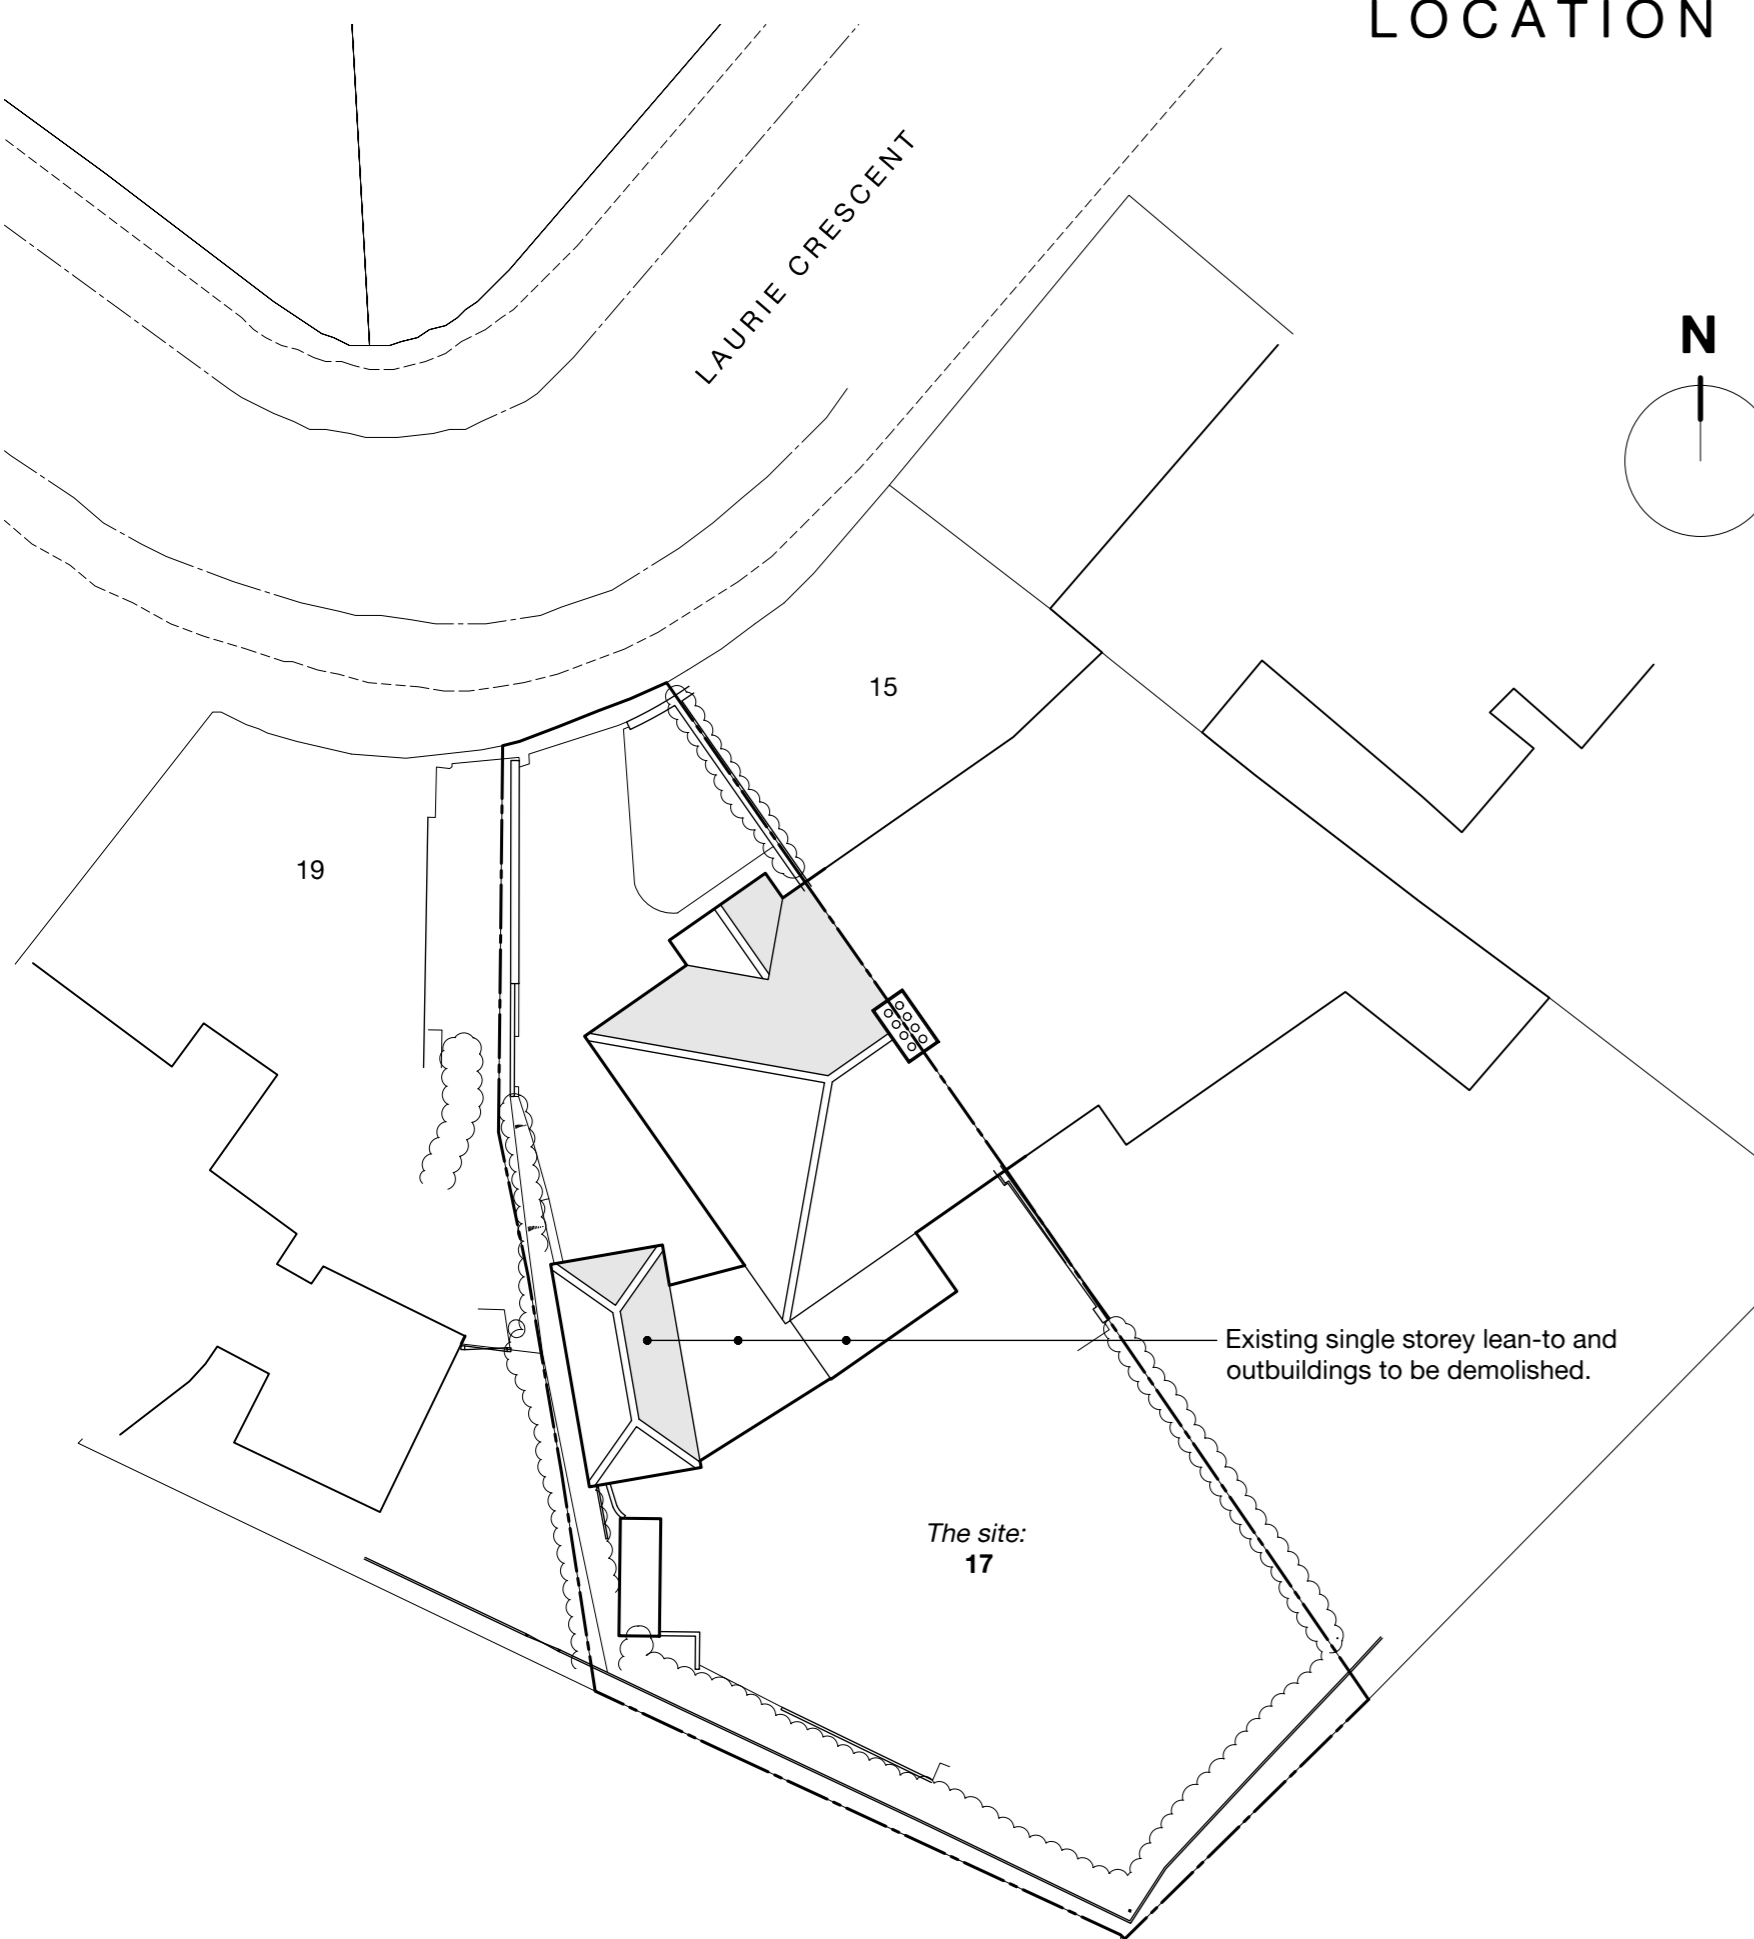 LOCATION
LAURIE CRESCENT
N
15
19
Existing single storey lean-to and
outbuildings to be demolished.
The site:
17